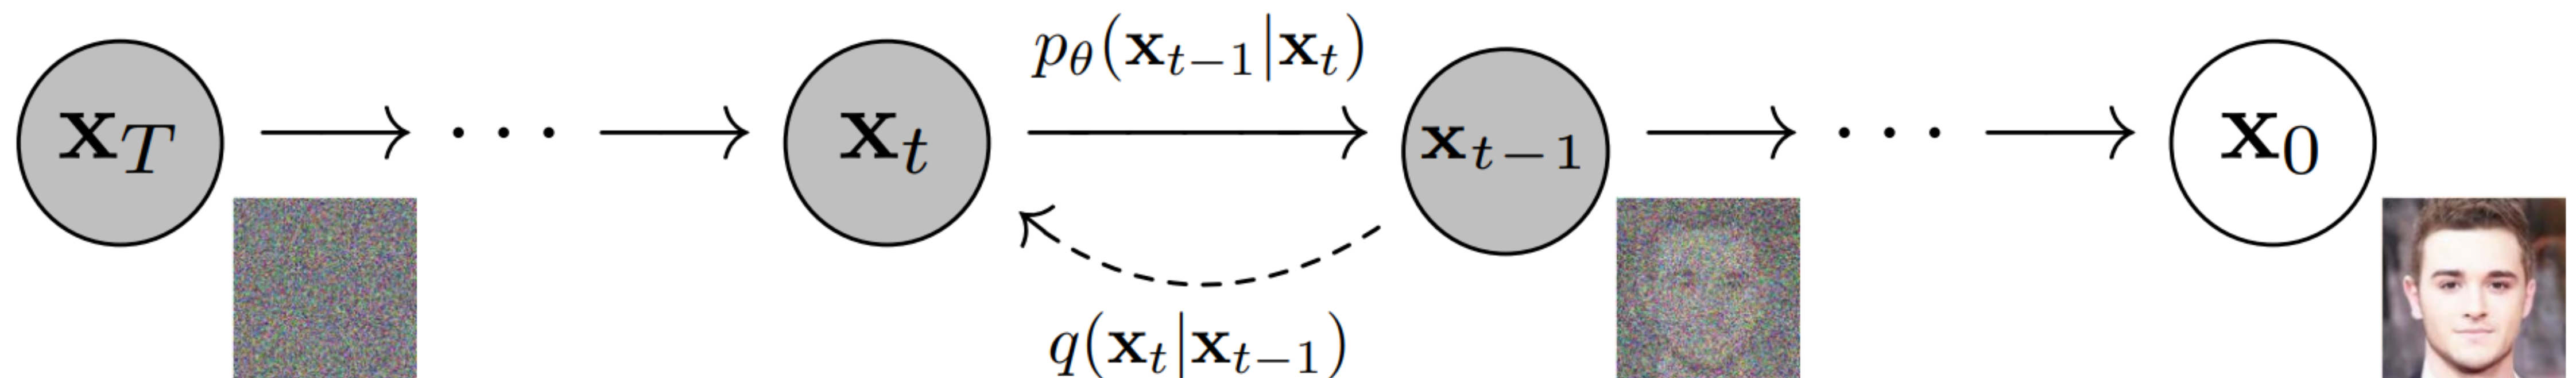 p_θ(x_{t−1}|x_t)
x_T → ··· → x_t → x_{t−1} → ··· → x_0
q(x_t|x_{t−1})